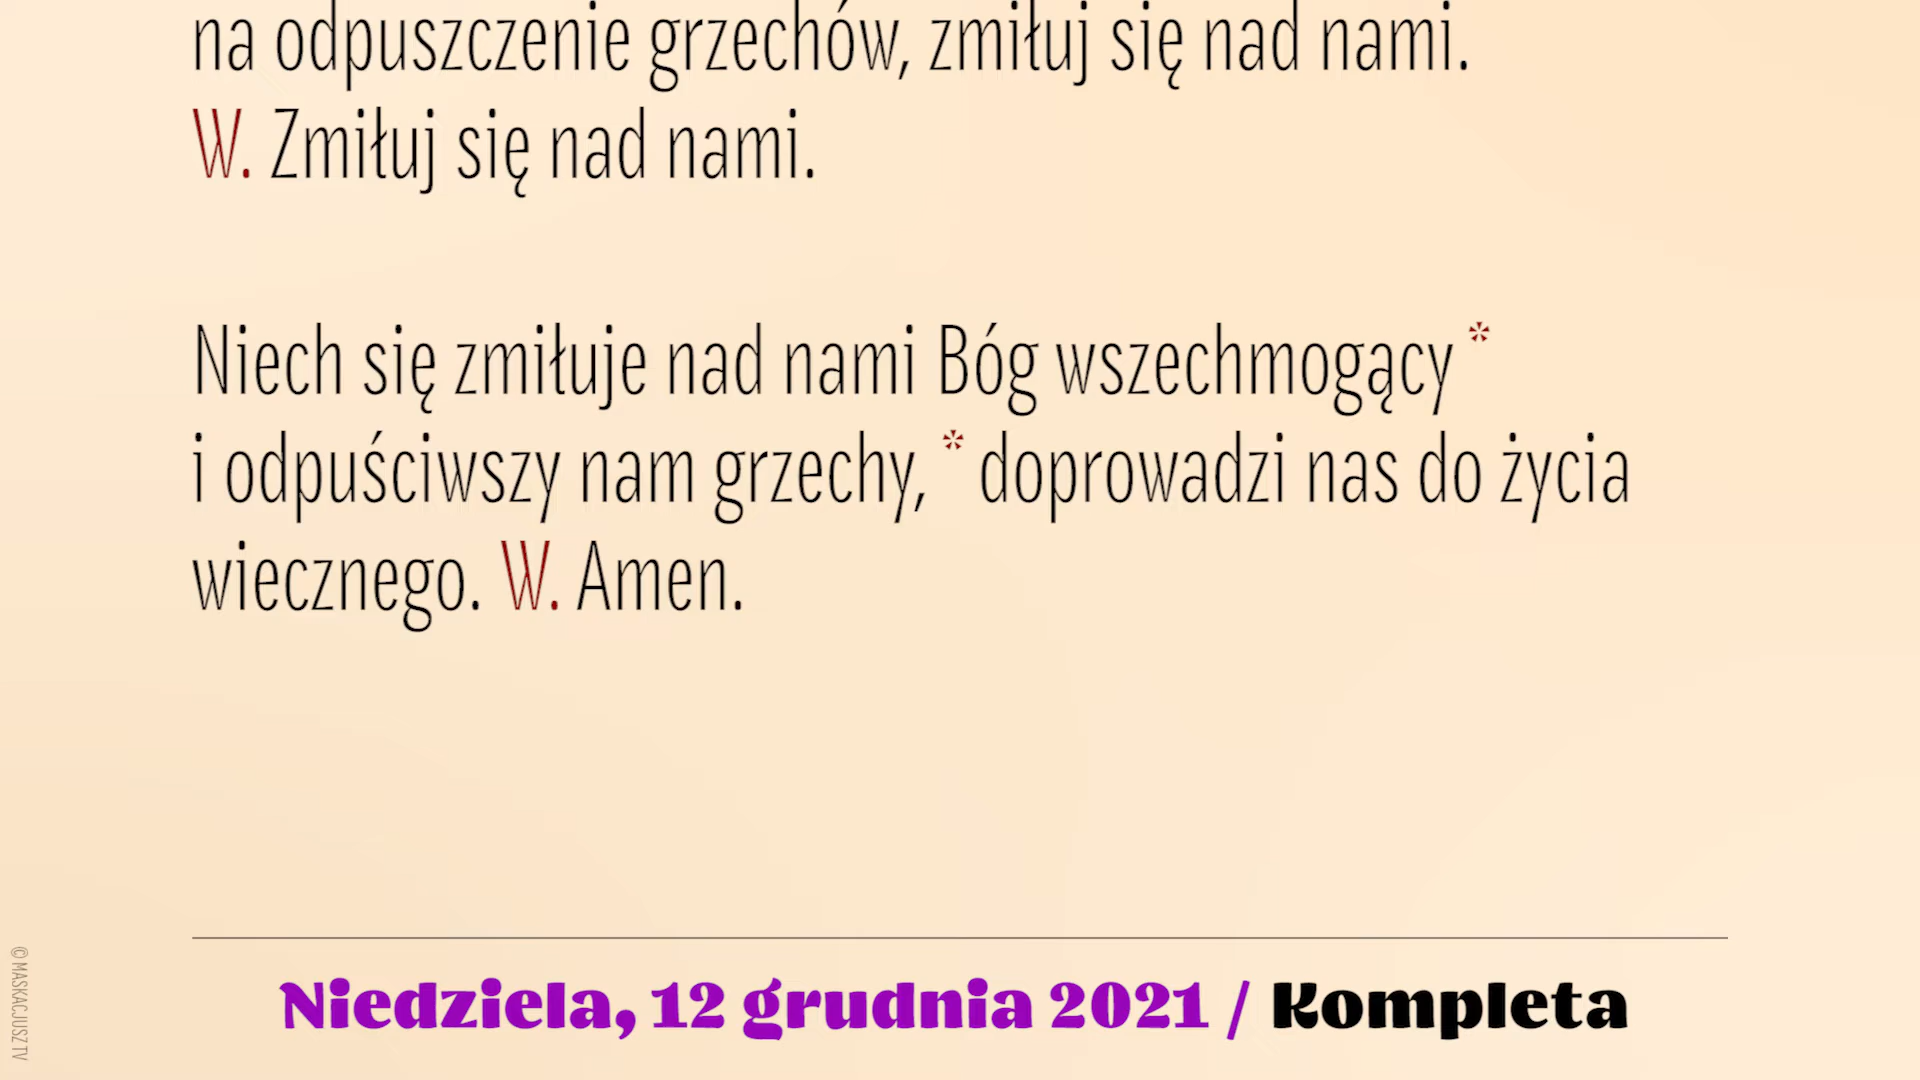 na odpuszczenie grzechów, zmiłuj się nad nami.
W. Zmiłuj się nad nami.
Niech się zmiłuje nad nami Bóg wszechmogący *
i odpuściwszy nam grzechy, * doprowadzi nas do życia
wiecznego. W. Amen.
Niedziela, 12 grudnia 2021 / Kompleta
© MASKACJUSZ TV